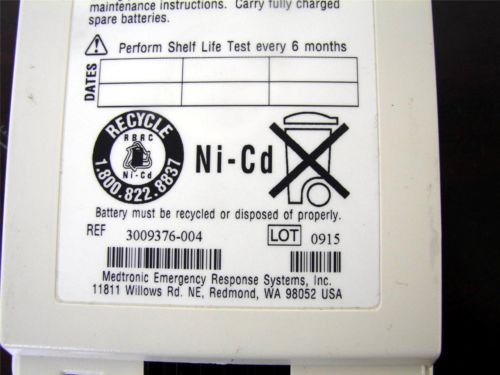 maintenance instructions. Carry fully charged
spare batteries.
Perform Shelf Life Test every 6 months
DATES
RECYCLE
RBRC
Ni-Cd
1.800.822.8837
Ni-Cd
Battery must be recycled or disposed of properly.
REF 3009376-004 LOT 0915
Medtronic Emergency Response Systems, Inc.
11811 Willows Rd. NE, Redmond, WA 98052 USA